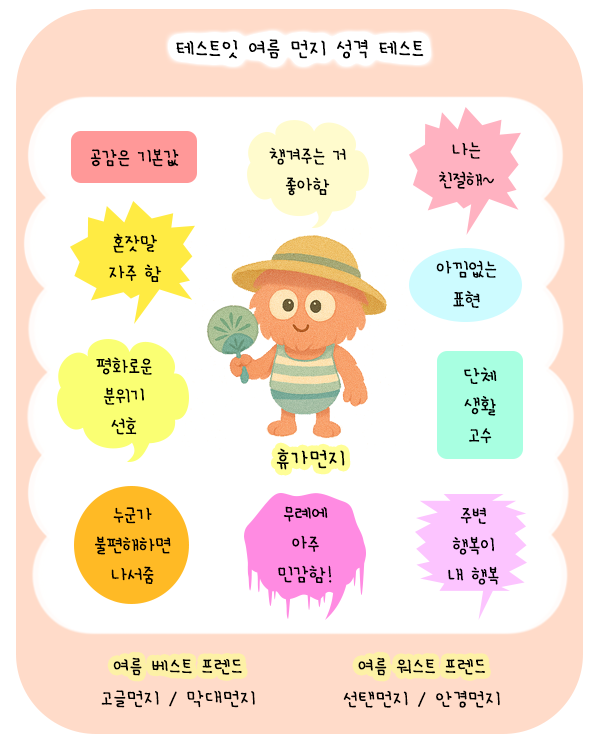 테스트잇 여름 먼지 성격 테스트
공감은 기본값
챙겨주는 거
좋아함
나는
친절해~
혼잣말
자주 함
아낌없는
표현
평화로운
분위기
선호
단체
생활
고수
휴가먼지
누군가
불편해하면
나서줌
무례에
아주
민감함!
주변
행복이
내 행복
여름 베스트 프렌드
고글먼지 / 막대먼지
여름 워스트 프렌드
선탠먼지 / 안경먼지